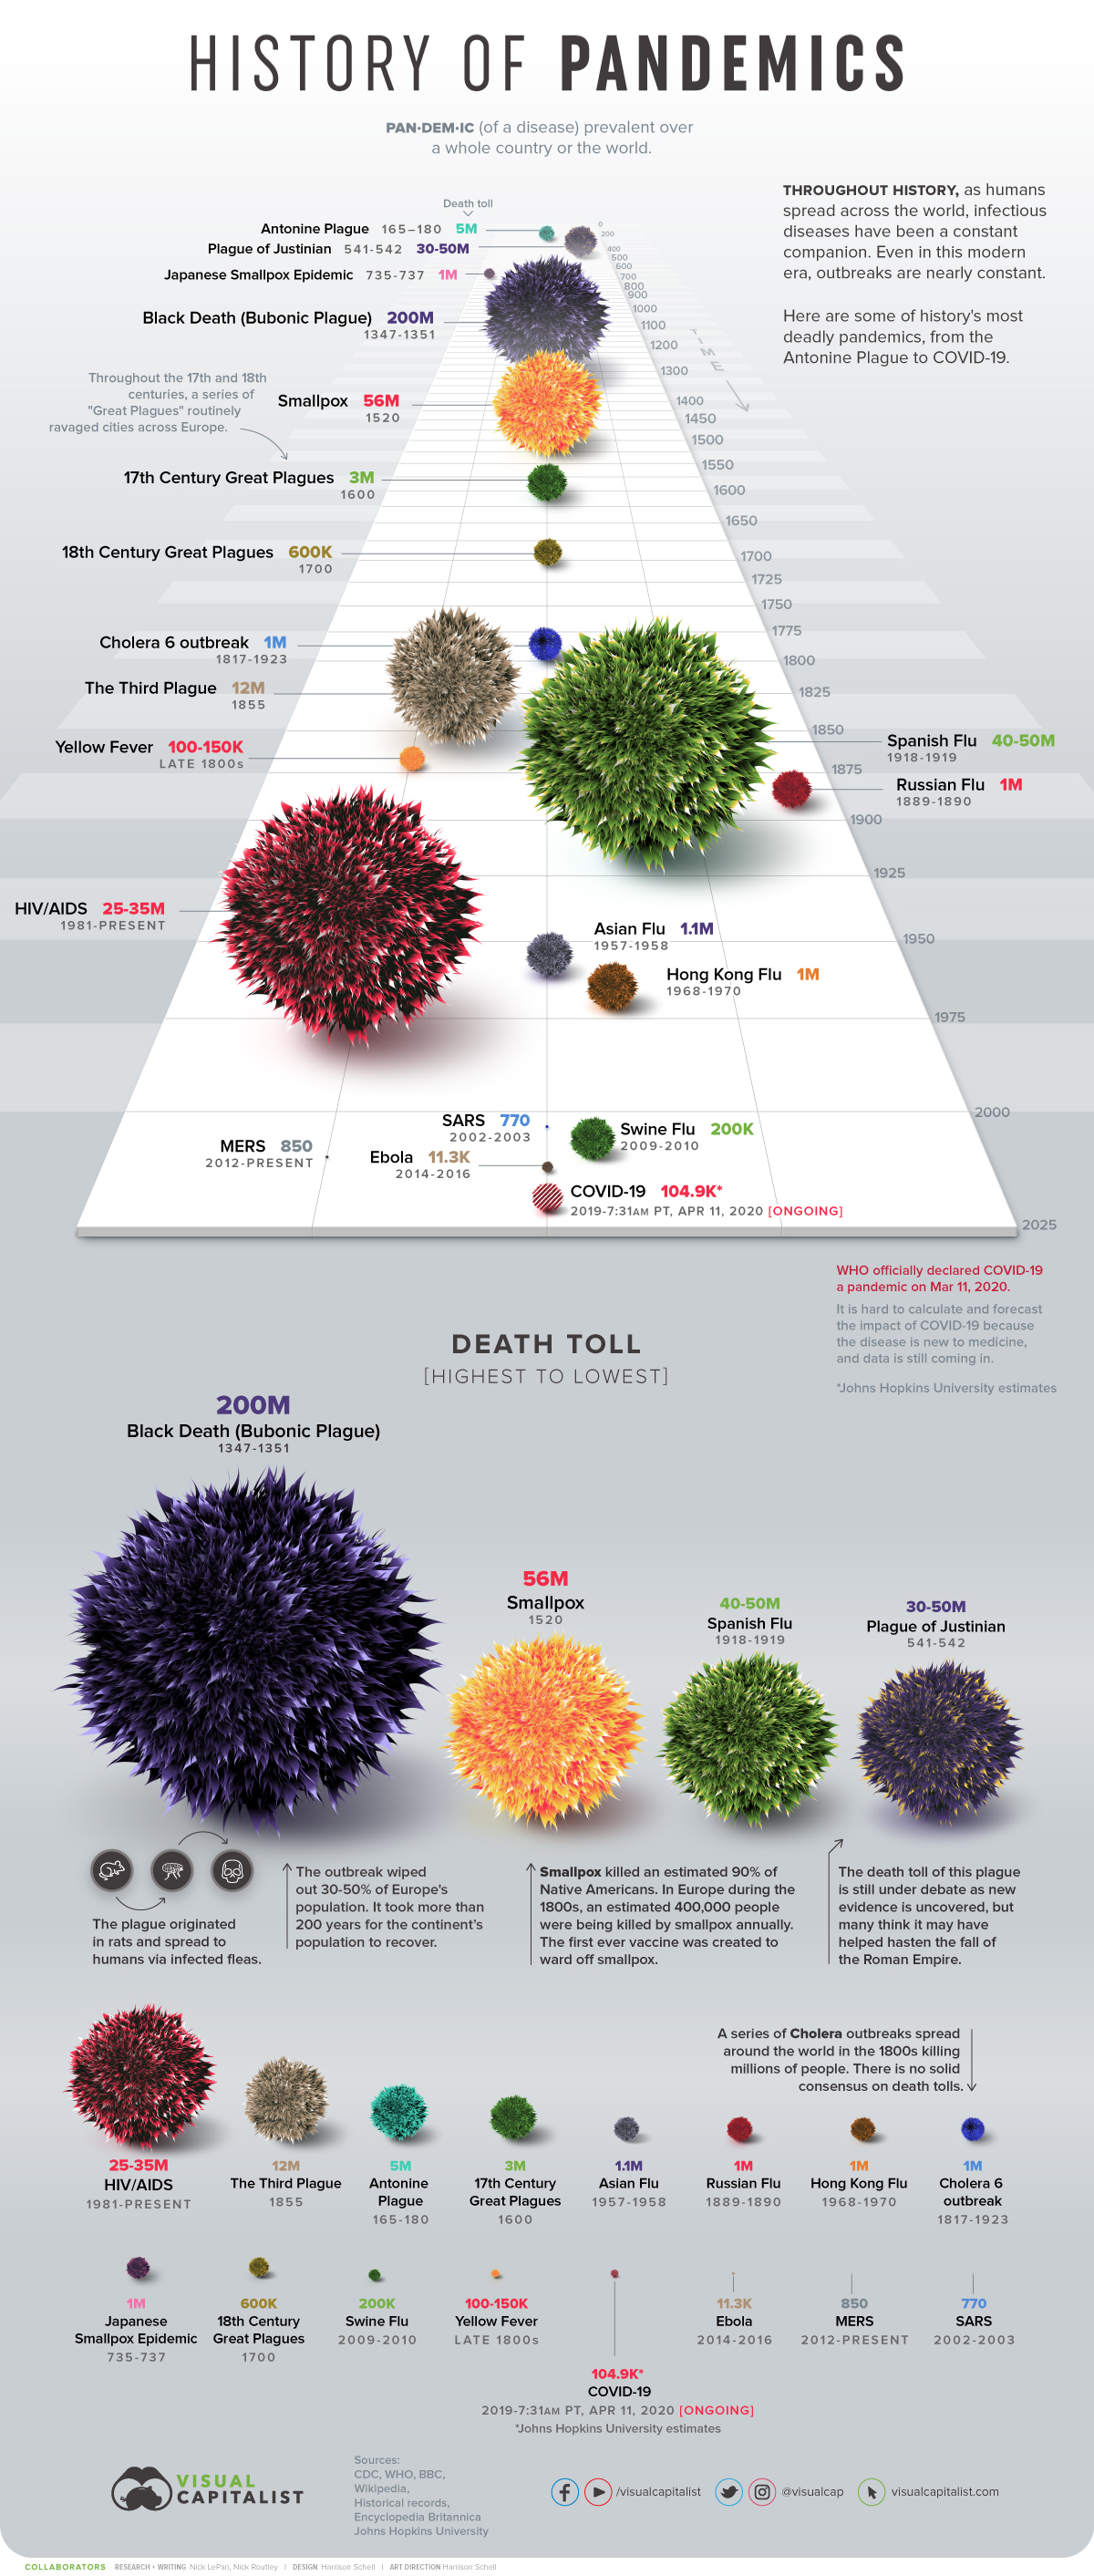 HISTORY OF PANDEMICS
PAN·DEM·IC (of a disease) prevalent over
a whole country or the world.
THROUGHOUT HISTORY, as humans
spread across the world, infectious
diseases have been a constant
companion. Even in this modern
era, outbreaks are nearly constant.
Here are some of history's most
deadly pandemics, from the
Antonine Plague to COVID-19.
Death toll
Antonine Plague 165–180 5M
Plague of Justinian 541-542 30-50M
Japanese Smallpox Epidemic 735-737 1M
Black Death (Bubonic Plague) 200M
1347-1351
Throughout the 17th and 18th
centuries, a series of
"Great Plagues" routinely
ravaged cities across Europe.
Smallpox 56M
1520
17th Century Great Plagues 3M
1600
18th Century Great Plagues 600K
1700
Cholera 6 outbreak 1M
1817-1923
The Third Plague 12M
1855
Yellow Fever 100-150K
LATE 1800s
Spanish Flu 40-50M
1918-1919
Russian Flu 1M
1889-1890
HIV/AIDS 25-35M
1981-PRESENT
Asian Flu 1.1M
1957-1958
Hong Kong Flu 1M
1968-1970
SARS 770
2002-2003
Swine Flu 200K
2009-2010
MERS 850
2012-PRESENT
Ebola 11.3K
2014-2016
COVID-19 104.9K*
2019-7:31AM PT, APR 11, 2020 [ONGOING]
TIME
0
200
400
500
600
700
800
900
1000
1100
1200
1300
1400
1450
1500
1550
1600
1650
1700
1725
1750
1775
1800
1825
1850
1875
1900
1925
1950
1975
2000
2025
WHO officially declared COVID-19
a pandemic on Mar 11, 2020.
It is hard to calculate and forecast
the impact of COVID-19 because
the disease is new to medicine,
and data is still coming in.
*Johns Hopkins University estimates
DEATH TOLL
[HIGHEST TO LOWEST]
200M
Black Death (Bubonic Plague)
1347-1351
56M
Smallpox
1520
40-50M
Spanish Flu
1918-1919
30-50M
Plague of Justinian
541-542
The plague originated
in rats and spread to
humans via infected fleas.
The outbreak wiped
out 30-50% of Europe's
population. It took more than
200 years for the continent's
population to recover.
Smallpox killed an estimated 90% of
Native Americans. In Europe during the
1800s, an estimated 400,000 people
were being killed by smallpox annually.
The first ever vaccine was created to
ward off smallpox.
The death toll of this plague
is still under debate as new
evidence is uncovered, but
many think it may have
helped hasten the fall of
the Roman Empire.
A series of Cholera outbreaks spread
around the world in the 1800s killing
millions of people. There is no solid
consensus on death tolls.
25-35M
HIV/AIDS
1981-PRESENT
12M
The Third Plague
1855
5M
Antonine
Plague
165-180
3M
17th Century
Great Plagues
1600
1.1M
Asian Flu
1957-1958
1M
Russian Flu
1889-1890
1M
Hong Kong Flu
1968-1970
1M
Cholera 6
outbreak
1817-1923
1M
Japanese
Smallpox Epidemic
735-737
600K
18th Century
Great Plagues
1700
200K
Swine Flu
2009-2010
100-150K
Yellow Fever
LATE 1800s
104.9K*
COVID-19
2019-7:31AM PT, APR 11, 2020 [ONGOING]
*Johns Hopkins University estimates
11.3K
Ebola
2014-2016
850
MERS
2012-PRESENT
770
SARS
2002-2003
VISUAL
CAPITALIST
Sources:
CDC, WHO, BBC,
Wikipedia,
Historical records,
Encyclopedia Britannica
Johns Hopkins University
/visualcapitalist
@visualcap
visualcapitalist.com
COLLABORATORS RESEARCH + WRITING Nick LePan, Nick Routley | DESIGN Harrison Schell | ART DIRECTION Harrison Schell